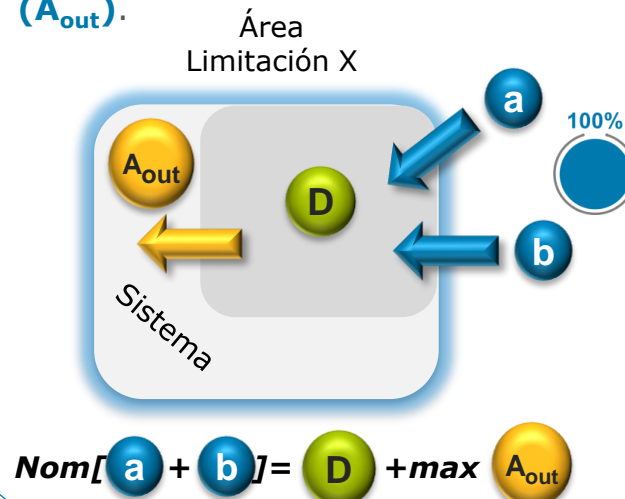 (Aout).
Área
Limitación X
a
100%
Aout
D
b
Sistema
Nom[ a + b ]= D +max Aout